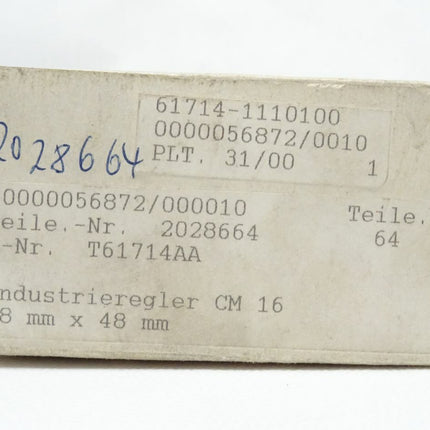 61714-1110100
0000056872/0010
PLT. 31/00 1
2028664
0000056872/000010
eile.-Nr. 2028664 Teile.
.-Nr. T61714AA 64
ndustrieregler CM 16
8 mm x 48 mm